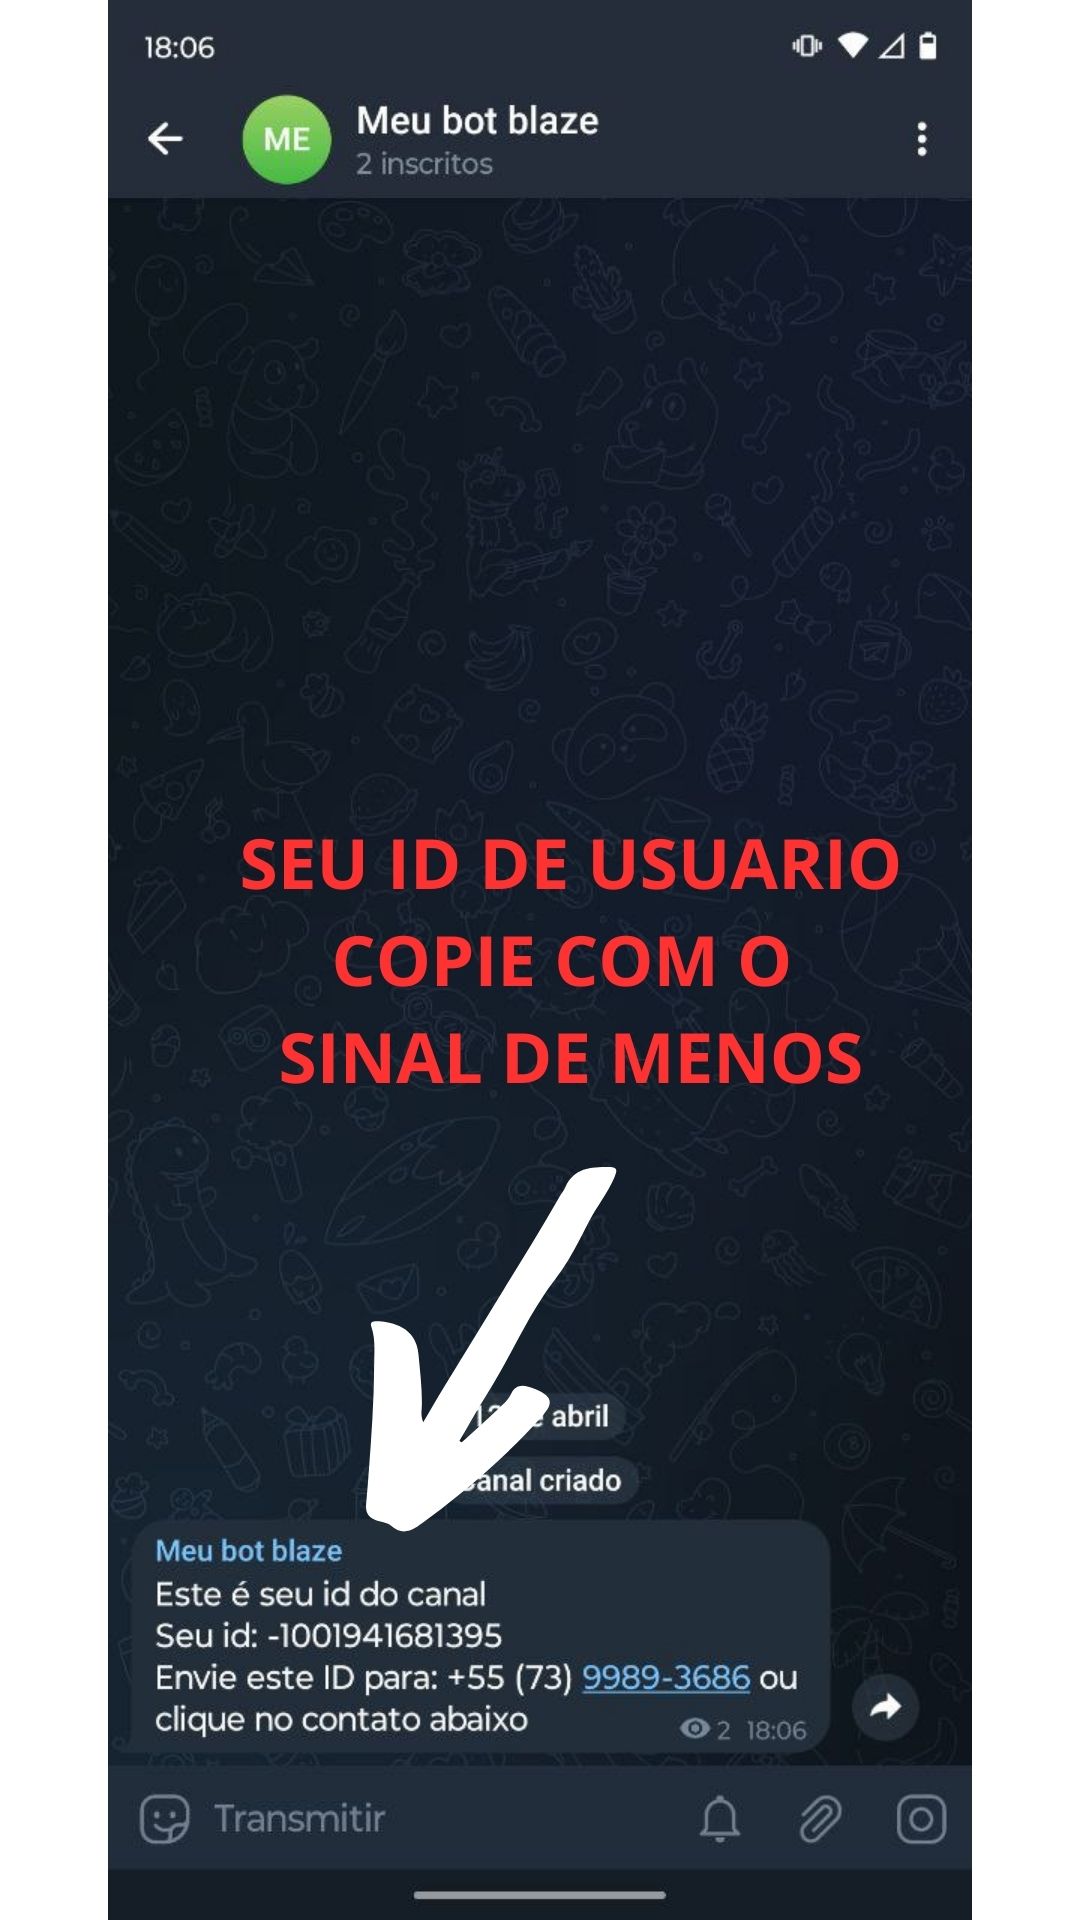 18:06
ME
Meu bot blaze
2 inscritos
SEU ID DE USUARIO
COPIE COM O
SINAL DE MENOS
abril
canal criado
Meu bot blaze
Este é seu id do canal
Seu id: -1001941681395
Envie este ID para: +55 (73) 9989-3686 ou
clique no contato abaixo
2 18:06
Transmitir